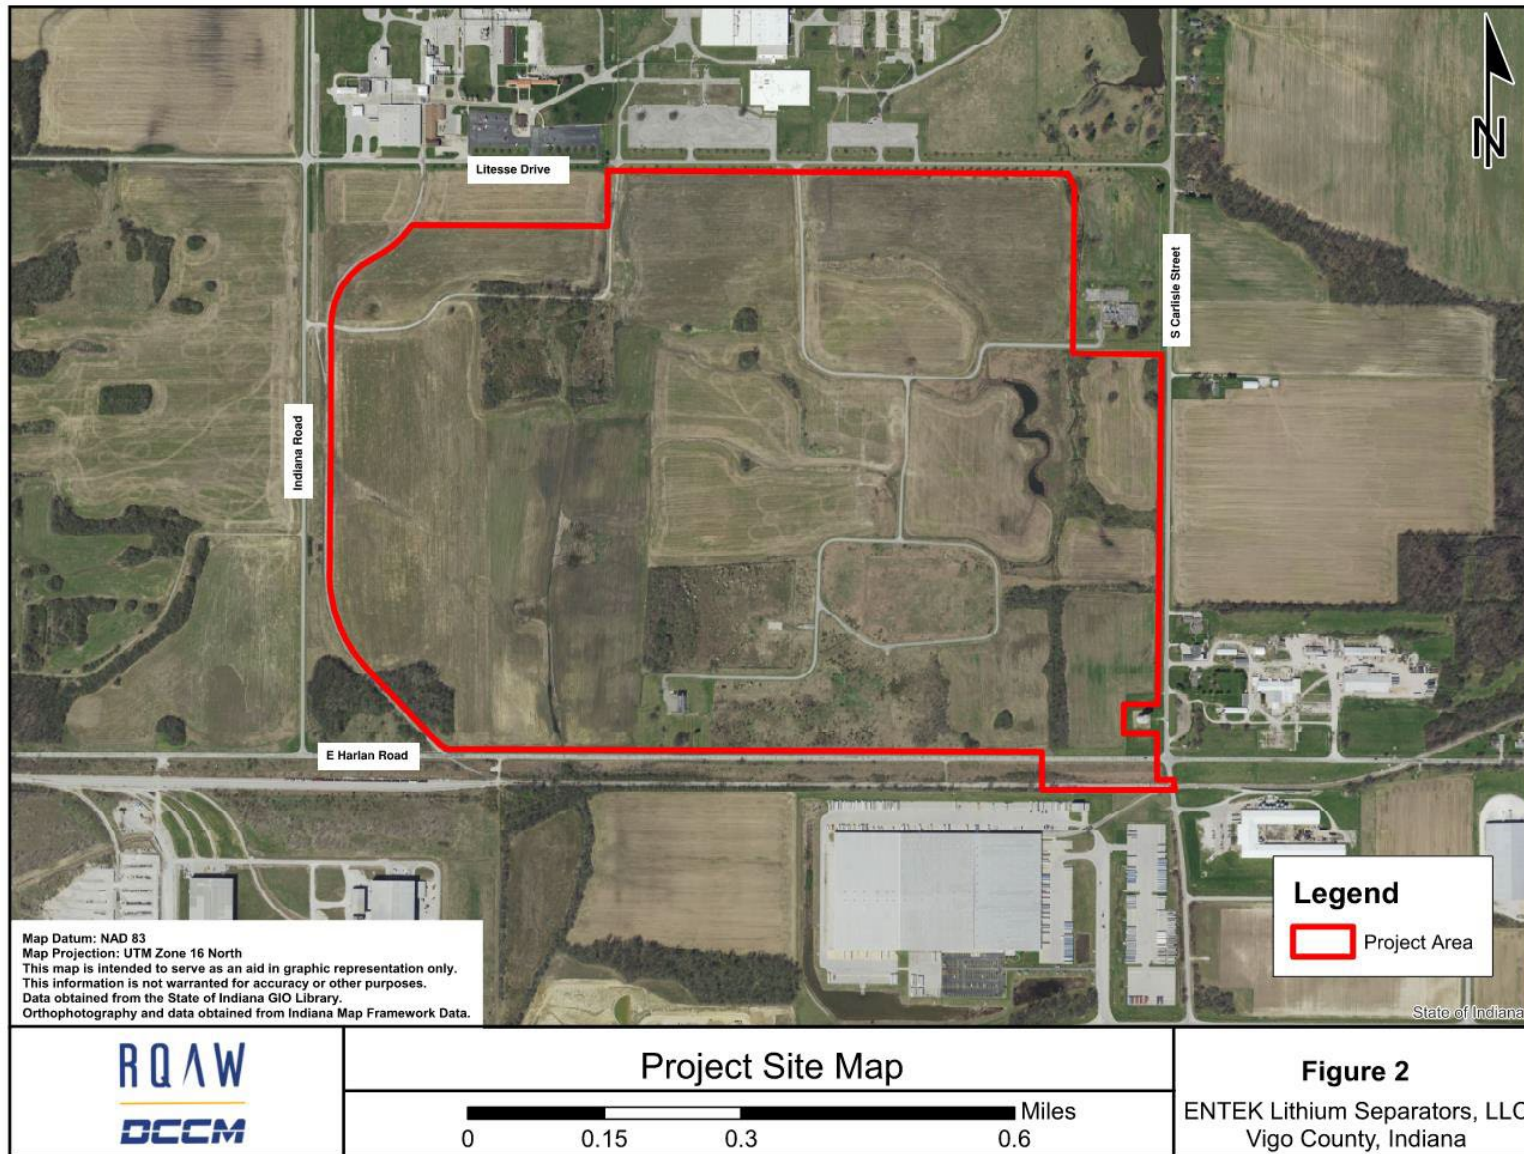 N
Litesse Drive
S Carlisle Street
Indiana Road
E Harlan Road
Legend
Project Area
Map Datum: NAD 83
Map Projection: UTM Zone 16 North
This map is intended to serve as an aid in graphic representation only.
This information is not warranted for accuracy or other purposes.
Data obtained from the State of Indiana GIO Library.
Orthophotography and data obtained from Indiana Map Framework Data.
State of Indiana
RQAW
DCCM
Project Site Map
Miles
0 0.15 0.3 0.6
Figure 2
ENTEK Lithium Separators, LLC
Vigo County, Indiana